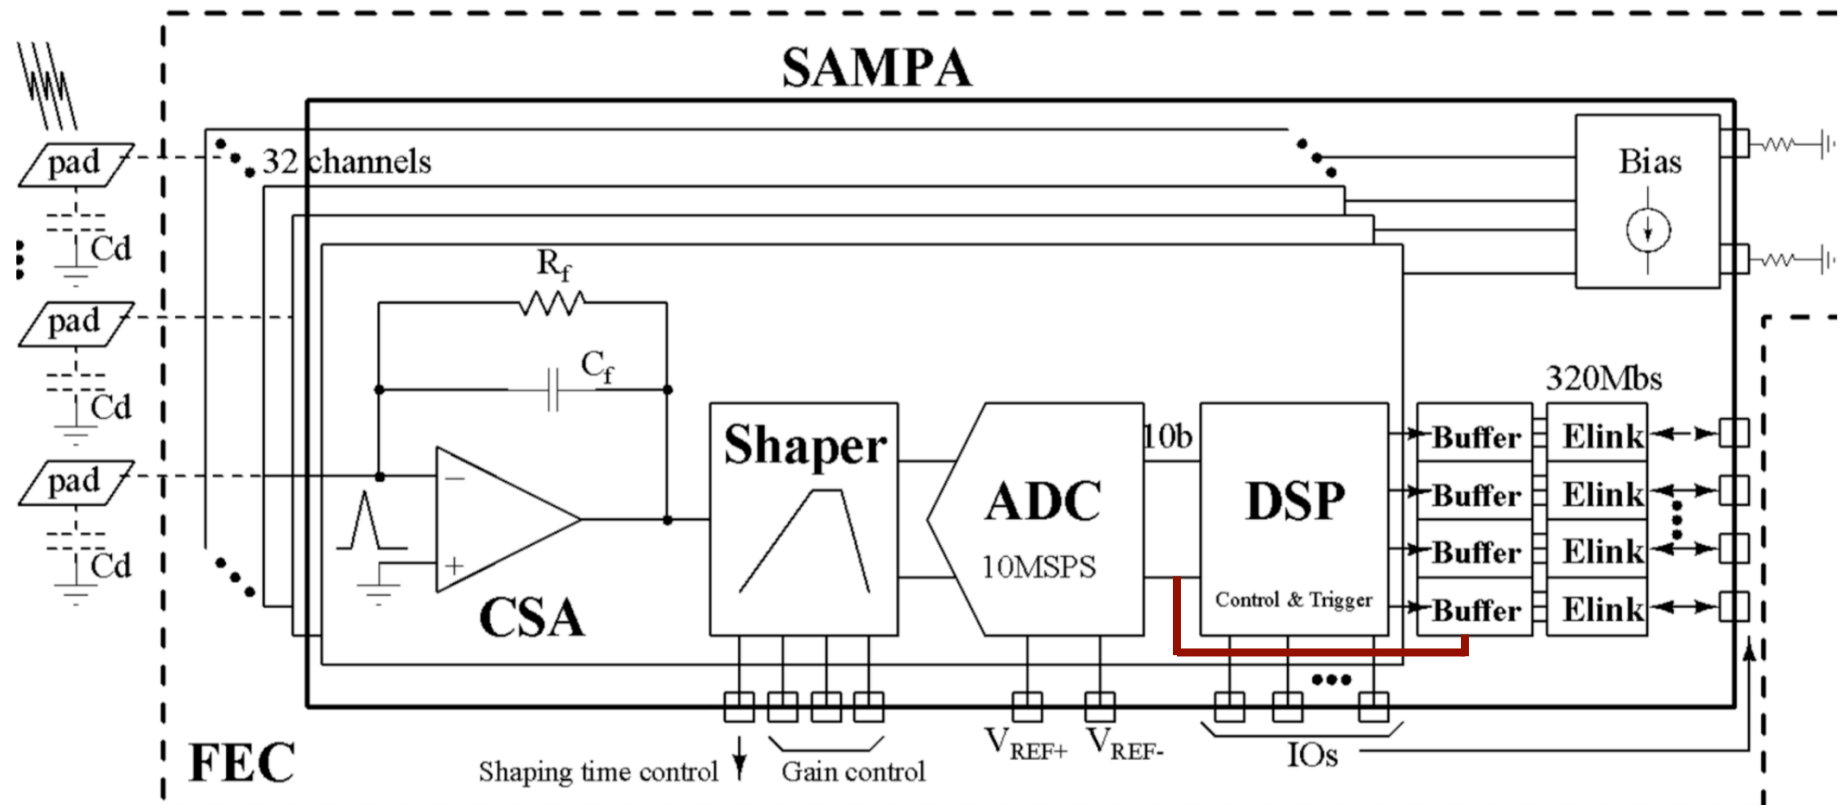 SAMPA
pad
32 channels
Bias
Cd
Rf
pad
Cf
320Mbs
Cd
Shaper
10b
Buffer
Elink
pad
−
ADC
DSP
Buffer
Elink
10MSPS
Buffer
Elink
Cd
+
CSA
Control & Trigger
Buffer
Elink
FEC
Shaping time control
Gain control
VREF+
VREF-
IOs